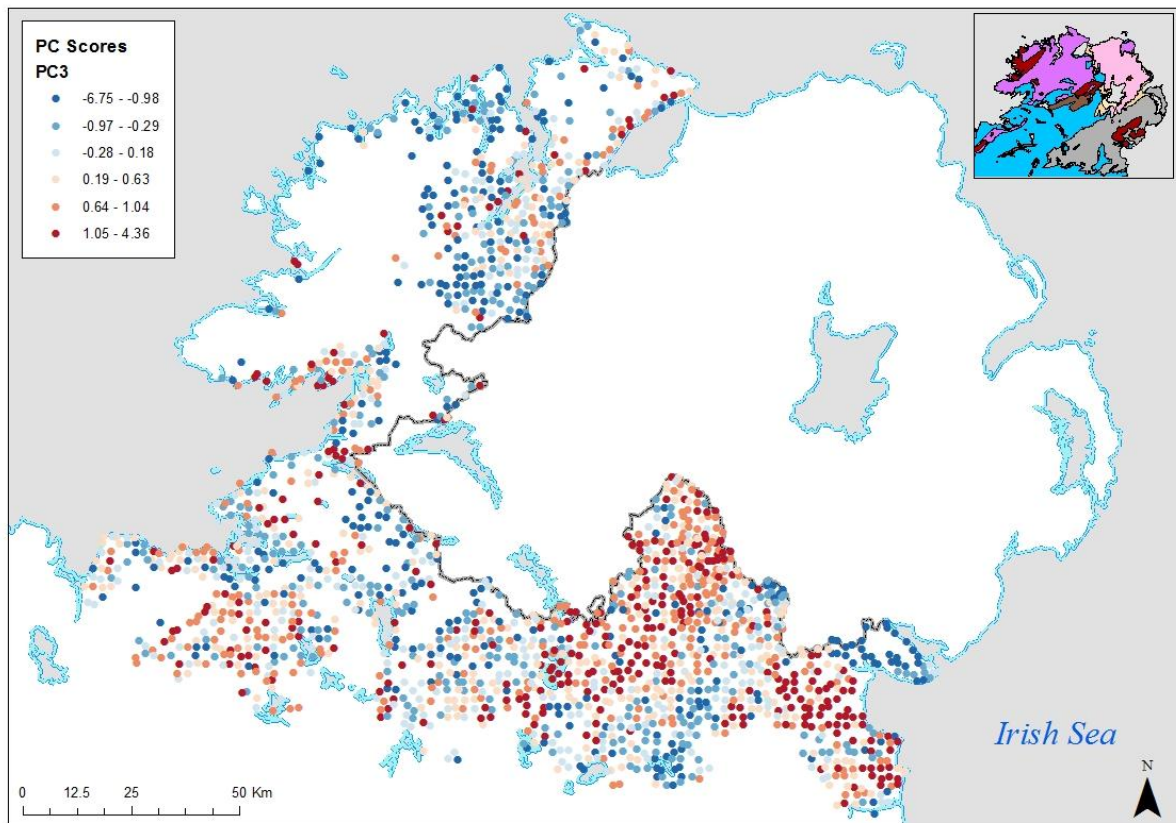 PC Scores
PC3
-6.75 - -0.98
-0.97 - -0.29
-0.28 - 0.18
0.19 - 0.63
0.64 - 1.04
1.05 - 4.36
Irish Sea
N
0 12.5 25 50 Km